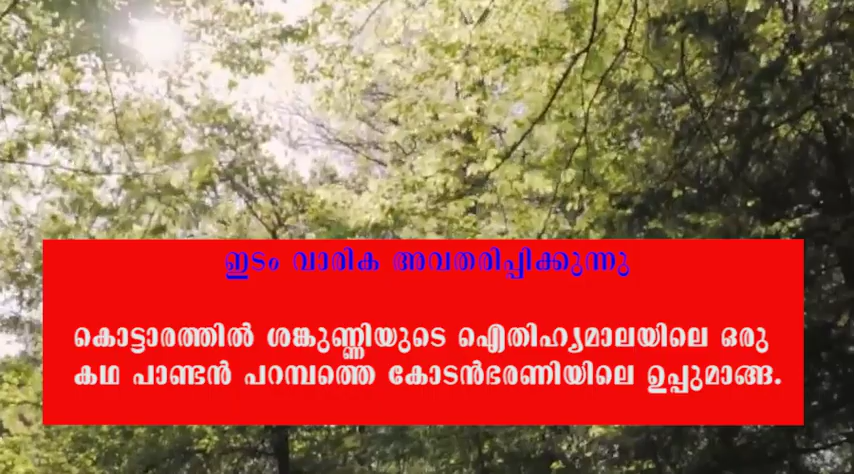 ഇടം വാരിക അവതരിപ്പിക്കുന്നു
കൊട്ടാരത്തിൽ ശങ്കുണ്ണിയുടെ ഐതിഹ്യമാലയിലെ ഒരു
കഥ പാണ്ടൻ പറമ്പത്തെ കോടൻഭരണിയിലെ ഉപ്പുമാങ്ങ.